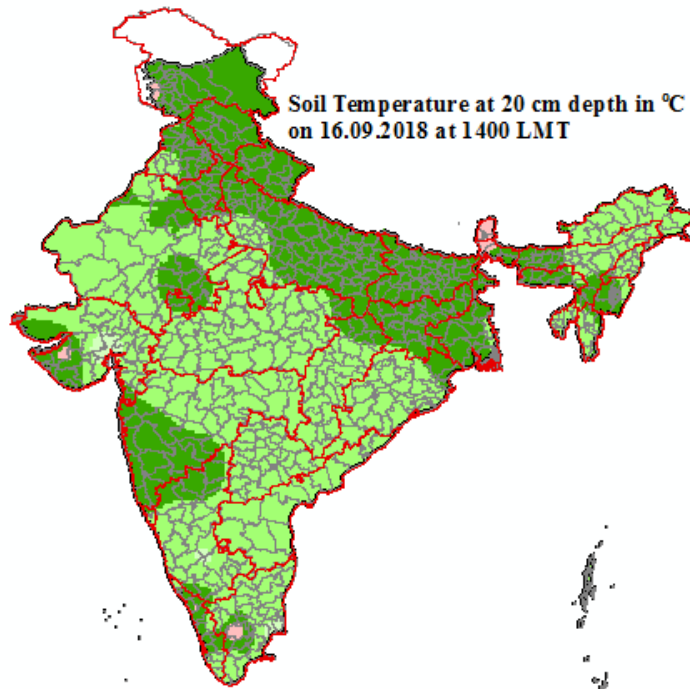 Soil Temperature at 20 cm depth in ⁰C
on 16.09.2018 at 1400 LMT